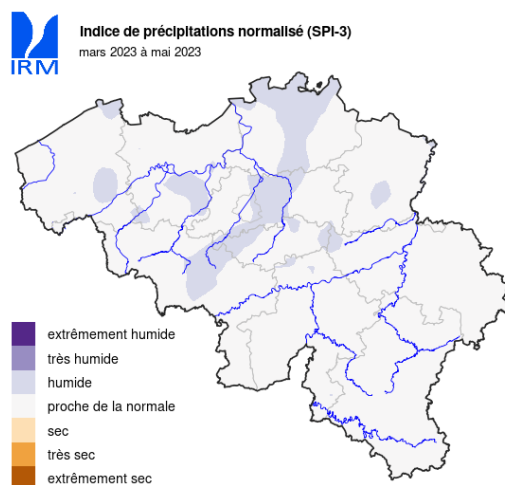 Indice de précipitations normalisé (SPI-3)
mars 2023 à mai 2023
IRM
extrêmement humide
très humide
humide
proche de la normale
sec
très sec
extrêmement sec